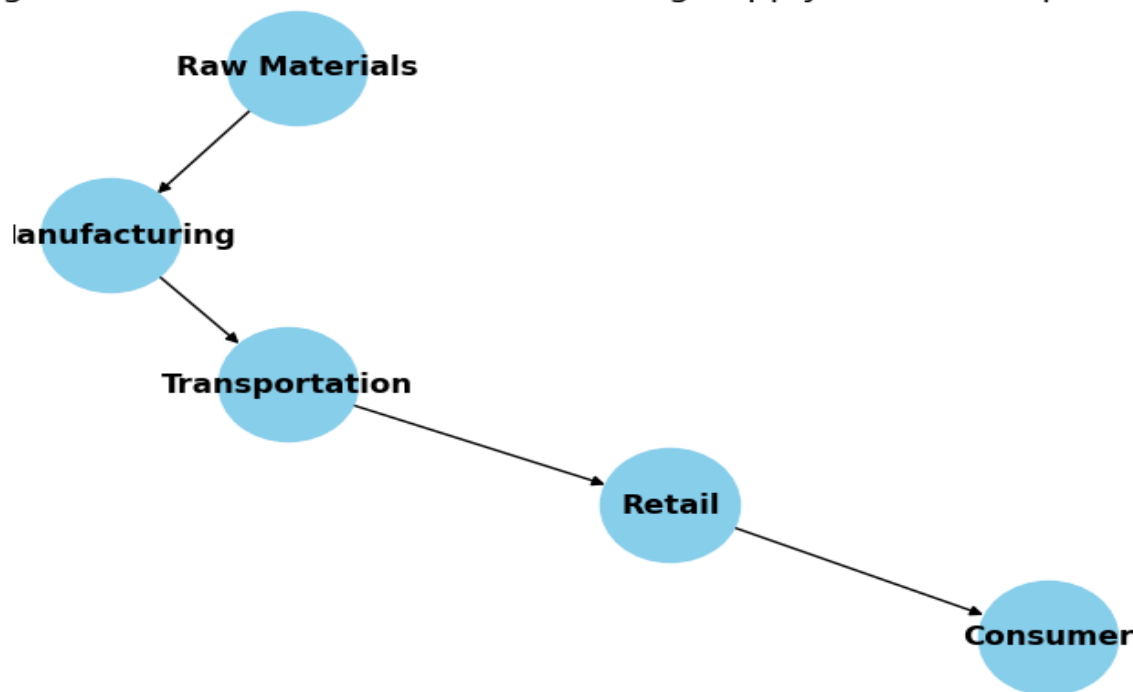 Raw Materials
anufacturing
Transportation
Retail
Consumer